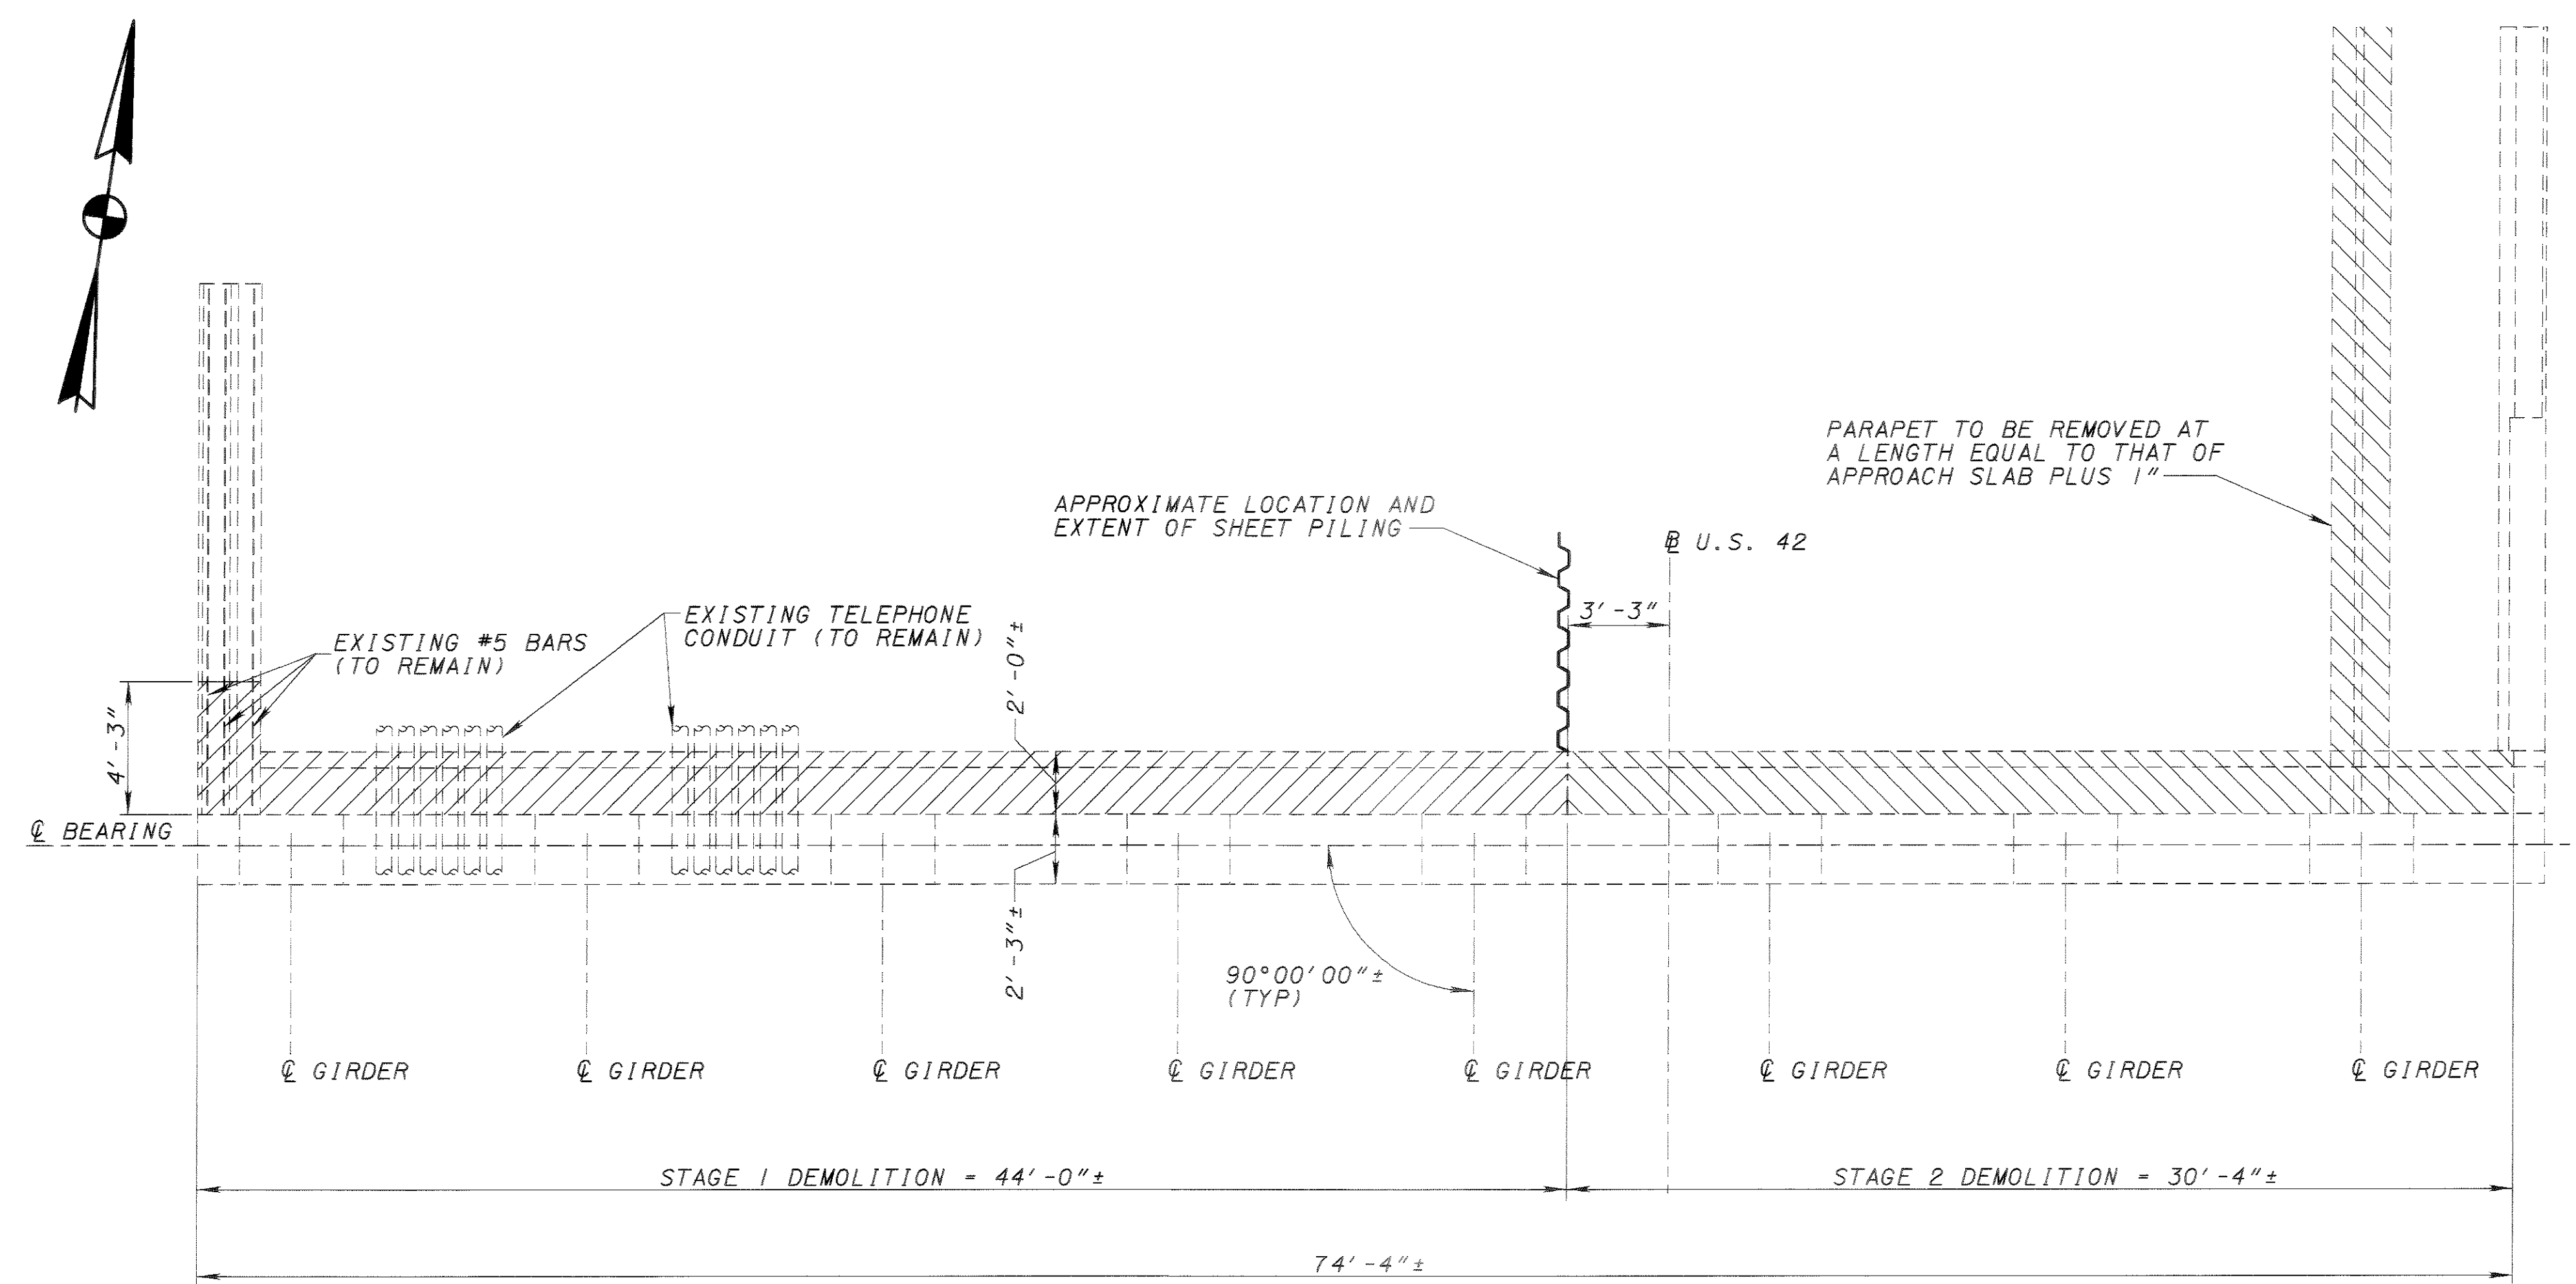 PARAPET TO BE REMOVED AT
A LENGTH EQUAL TO THAT OF
APPROACH SLAB PLUS 1"
APPROXIMATE LOCATION AND
EXTENT OF SHEET PILING
℄ U.S. 42
3'-3"
EXISTING TELEPHONE
CONDUIT (TO REMAIN)
EXISTING #5 BARS
(TO REMAIN)
2'-0"±
4'-3"
℄ BEARING
2'-3"±
90°00'00"±
(TYP)
℄ GIRDER
℄ GIRDER
℄ GIRDER
℄ GIRDER
℄ GIRDER
℄ GIRDER
℄ GIRDER
℄ GIRDER
STAGE 1 DEMOLITION = 44'-0"±
STAGE 2 DEMOLITION = 30'-4"±
74'-4"±